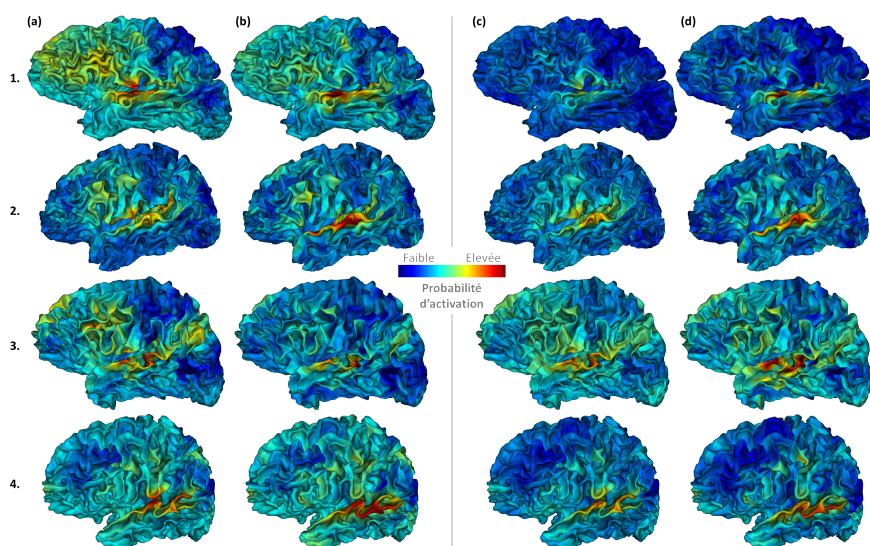 (a) (b) (c) (d)
1.
2.
Faible Elevée
Probabilité
d'activation
3.
4.